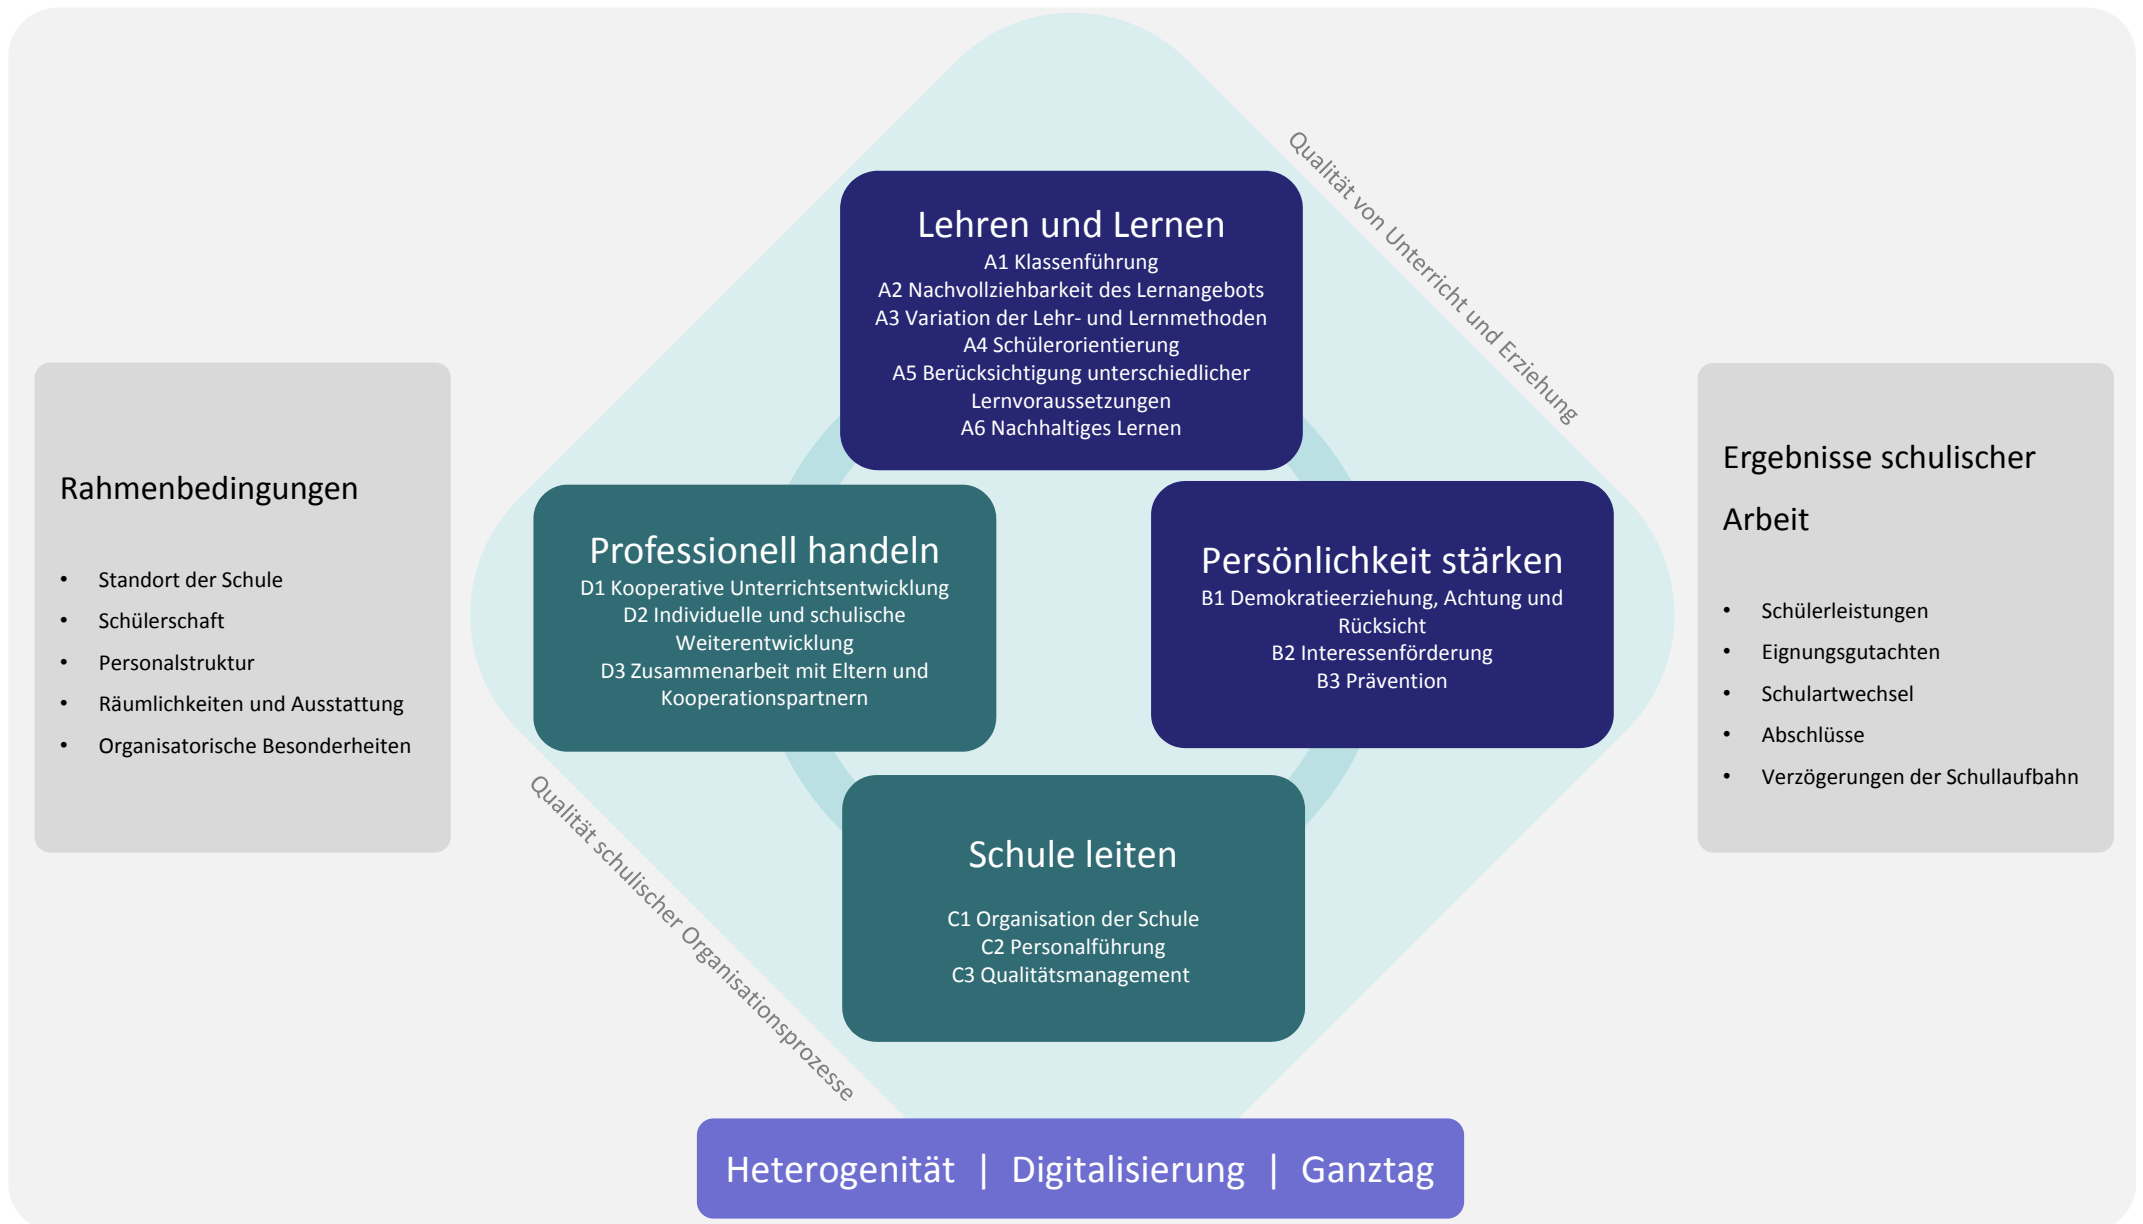 Qualität von Unterricht und Erziehung
Lehren und Lernen
A1 Klassenführung
A2 Nachvollziehbarkeit des Lernangebots
A3 Variation der Lehr- und Lernmethoden
A4 Schülerorientierung
A5 Berücksichtigung unterschiedlicher
Lernvoraussetzungen
A6 Nachhaltiges Lernen
Rahmenbedingungen
• Standort der Schule
• Schülerschaft
• Personalstruktur
• Räumlichkeiten und Ausstattung
• Organisatorische Besonderheiten
Professionell handeln
D1 Kooperative Unterrichtsentwicklung
D2 Individuelle und schulische
Weiterentwicklung
D3 Zusammenarbeit mit Eltern und
Kooperationspartnern
Persönlichkeit stärken
B1 Demokratieerziehung, Achtung und
Rücksicht
B2 Interessenförderung
B3 Prävention
Ergebnisse schulischer
Arbeit
• Schülerleistungen
• Eignungsgutachten
• Schulartwechsel
• Abschlüsse
• Verzögerungen der Schullaufbahn
Qualität schulischer Organisationsprozesse
Schule leiten
C1 Organisation der Schule
C2 Personalführung
C3 Qualitätsmanagement
Heterogenität | Digitalisierung | Ganztag